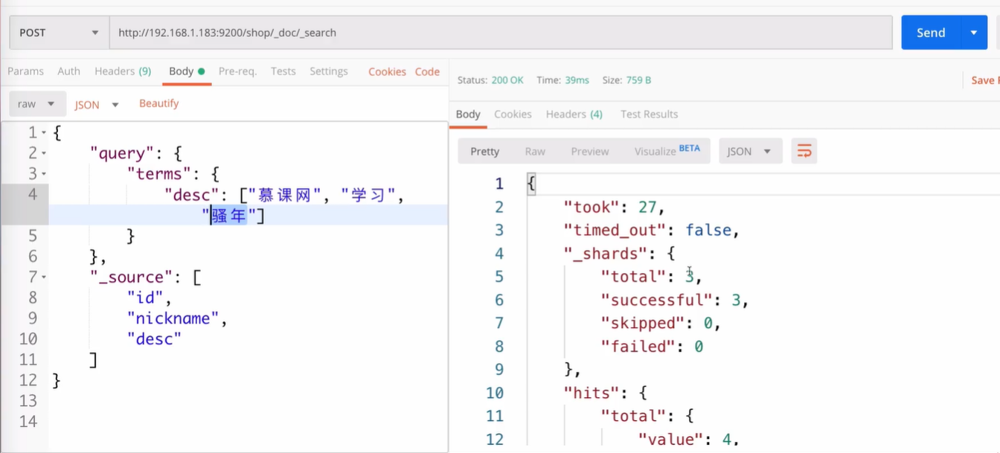 POST http://192.168.1.183:9200/shop/_doc/_search Send
Params Auth Headers (9) Body Pre-req. Tests Settings Cookies Code
raw JSON Beautify
1 {
2 "query": {
3 "terms": {
4 "desc": ["慕课网", "学习",
"骚年"]
5 }
6 },
7 "_source": [
8 "id",
9 "nickname",
10 "desc"
11 ]
12 }
13
14
Status: 200 OK Time: 39ms Size: 759 B Save
Body Cookies Headers (4) Test Results
Pretty Raw Preview Visualize BETA JSON
1 {
2 "took": 27,
3 "timed_out": false,
4 "_shards": {
5 "total": 3,
6 "successful": 3,
7 "skipped": 0,
8 "failed": 0
9 },
10 "hits": {
11 "total": {
12 "value": 4,